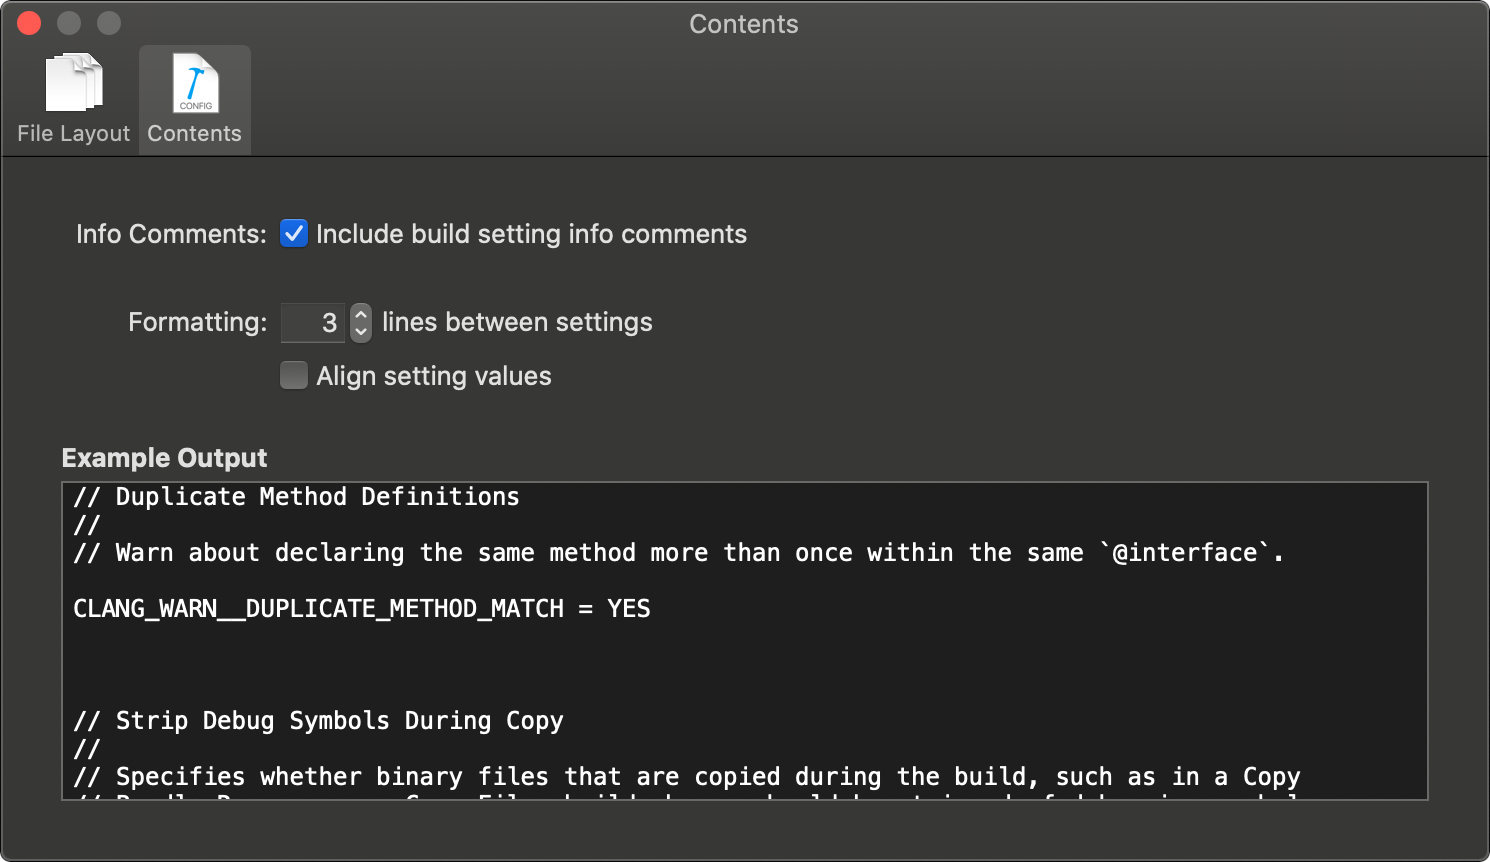 Contents
CONFIG
File Layout
Contents
Info Comments: Include build setting info comments
Formatting: 3 lines between settings
Align setting values
Example Output
// Duplicate Method Definitions
//
// Warn about declaring the same method more than once within the same `@interface`.
CLANG_WARN__DUPLICATE_METHOD_MATCH = YES
// Strip Debug Symbols During Copy
//
// Specifies whether binary files that are copied during the build, such as in a Copy